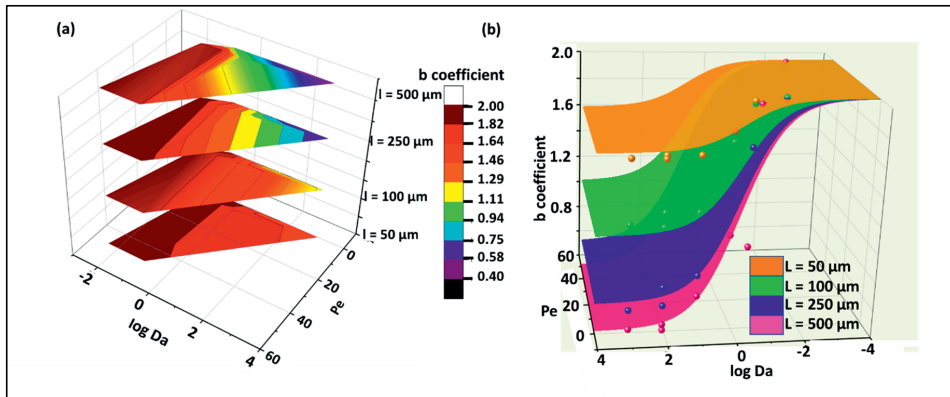 (a)
b coefficient
l = 500 µm
l = 250 µm
l = 100 µm
l = 50 µm
2.00
1.82
1.64
1.46
1.29
1.11
0.94
0.75
0.58
0.40
-2
0
2
4
log Da
0
20
40
60
Pe
(b)
2.0
1.6
1.2
0.8
60
40
20
0
b coefficient
Pe
L = 50 µm
L = 100 µm
L = 250 µm
L = 500 µm
4
2
0
-2
-4
log Da